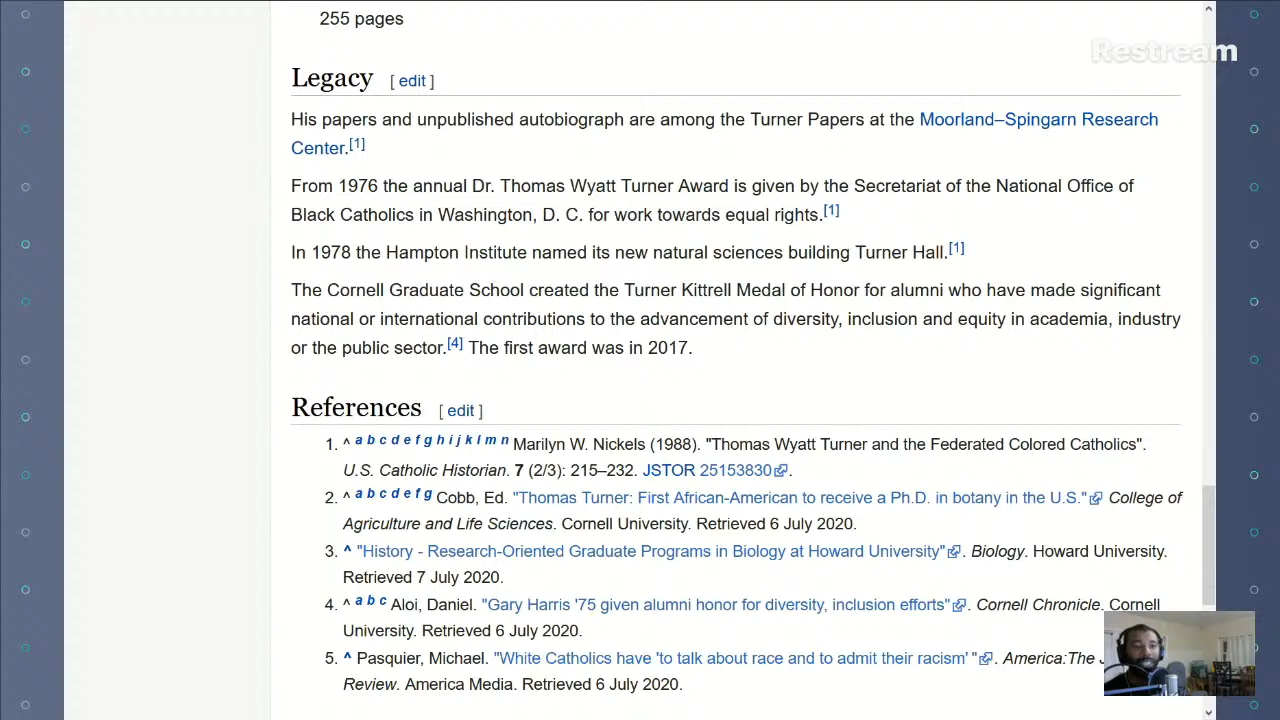 255 pages
Restream
Legacy [ edit ]
His papers and unpublished autobiograph are among the Turner Papers at the Moorland–Spingarn Research
Center.[1]
From 1976 the annual Dr. Thomas Wyatt Turner Award is given by the Secretariat of the National Office of
Black Catholics in Washington, D. C. for work towards equal rights.[1]
In 1978 the Hampton Institute named its new natural sciences building Turner Hall.[1]
The Cornell Graduate School created the Turner Kittrell Medal of Honor for alumni who have made significant
national or international contributions to the advancement of diversity, inclusion and equity in academia, industry
or the public sector.[4] The first award was in 2017.
References [ edit ]
1. ^ a b c d e f g h i j k l m n Marilyn W. Nickels (1988). "Thomas Wyatt Turner and the Federated Colored Catholics".
U.S. Catholic Historian. 7 (2/3): 215–232. JSTOR 25153830.
2. ^ a b c d e f g Cobb, Ed. "Thomas Turner: First African-American to receive a Ph.D. in botany in the U.S." College of
Agriculture and Life Sciences. Cornell University. Retrieved 6 July 2020.
3. ^ "History - Research-Oriented Graduate Programs in Biology at Howard University". Biology. Howard University.
Retrieved 7 July 2020.
4. ^ a b c Aloi, Daniel. "Gary Harris '75 given alumni honor for diversity, inclusion efforts". Cornell Chronicle. Cornell
University. Retrieved 6 July 2020.
5. ^ Pasquier, Michael. "White Catholics have 'to talk about race and to admit their racism' ". America:The
Review. America Media. Retrieved 6 July 2020.